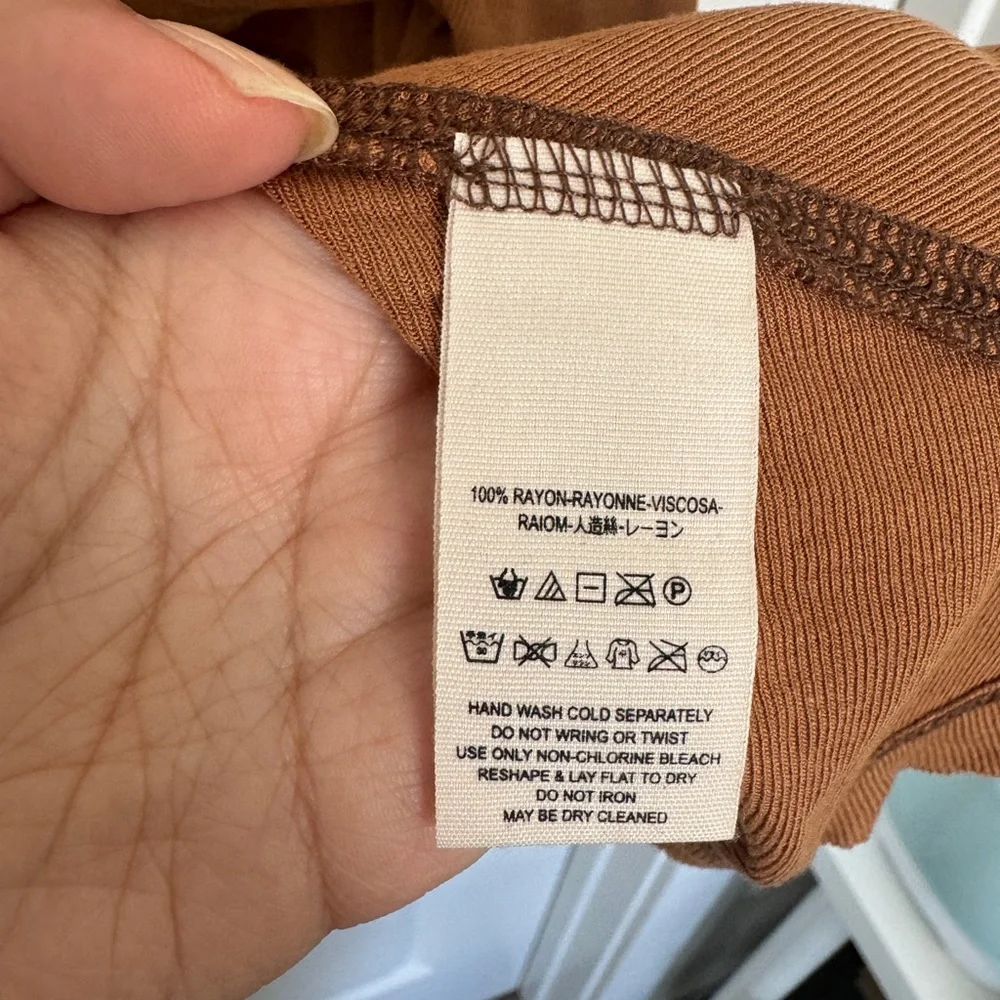 100% RAYON-RAYONNE-VISCOSA-
RAIOM-人造絲-レーヨン
P
HAND WASH COLD SEPARATELY
DO NOT WRING OR TWIST
USE ONLY NON-CHLORINE BLEACH
RESHAPE & LAY FLAT TO DRY
DO NOT IRON
MAY BE DRY CLEANED